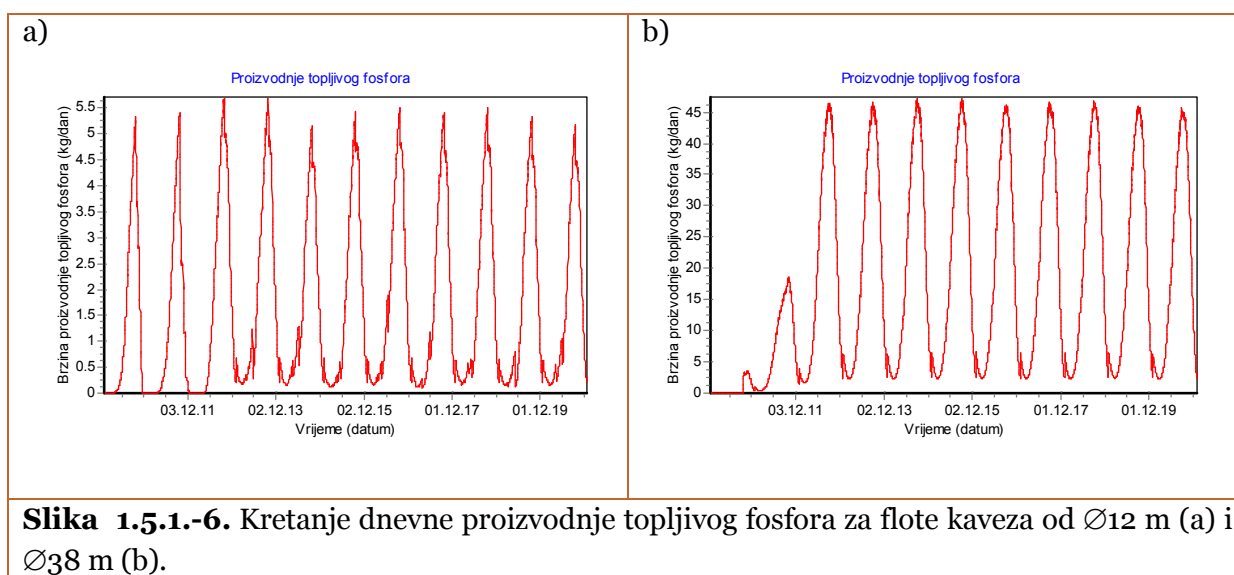 a)
Proizvodnje topljivog fosfora
Brzina proizvodnje topljivog fosfora (kg/dan)
5.5
5
4.5
4
3.5
3
2.5
2
1.5
1
0.5
0
03.12.11 02.12.13 02.12.15 01.12.17 01.12.19
Vrijeme (datum)
b)
Proizvodnje topljivog fosfora
Brzina proizvodnje topljivog fosfora (kg/dan)
45
40
35
30
25
20
15
10
5
0
03.12.11 02.12.13 02.12.15 01.12.17 01.12.19
Vrijeme (datum)
Slika 1.5.1.-6. Kretanje dnevne proizvodnje topljivog fosfora za flote kaveza od ∅12 m (a) i
∅38 m (b).